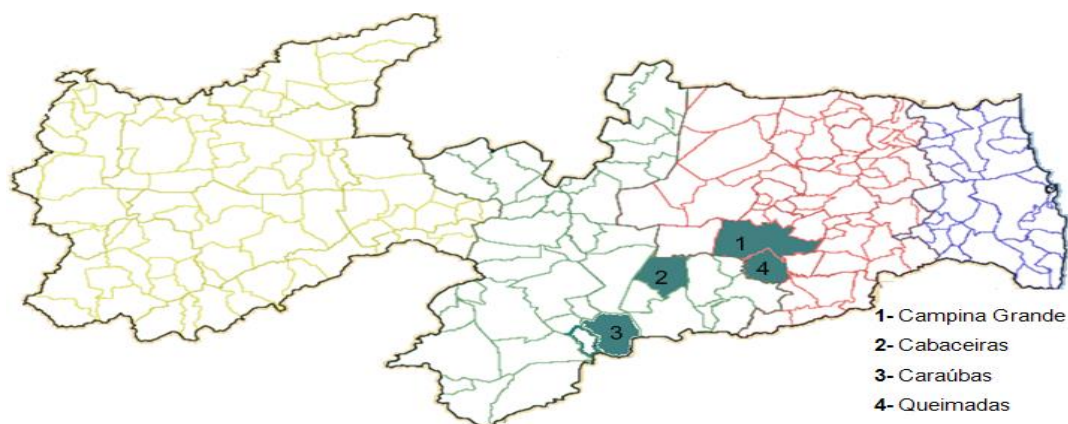 1
4
2
3
1- Campina Grande
2- Cabaceiras
3- Caraúbas
4- Queimadas